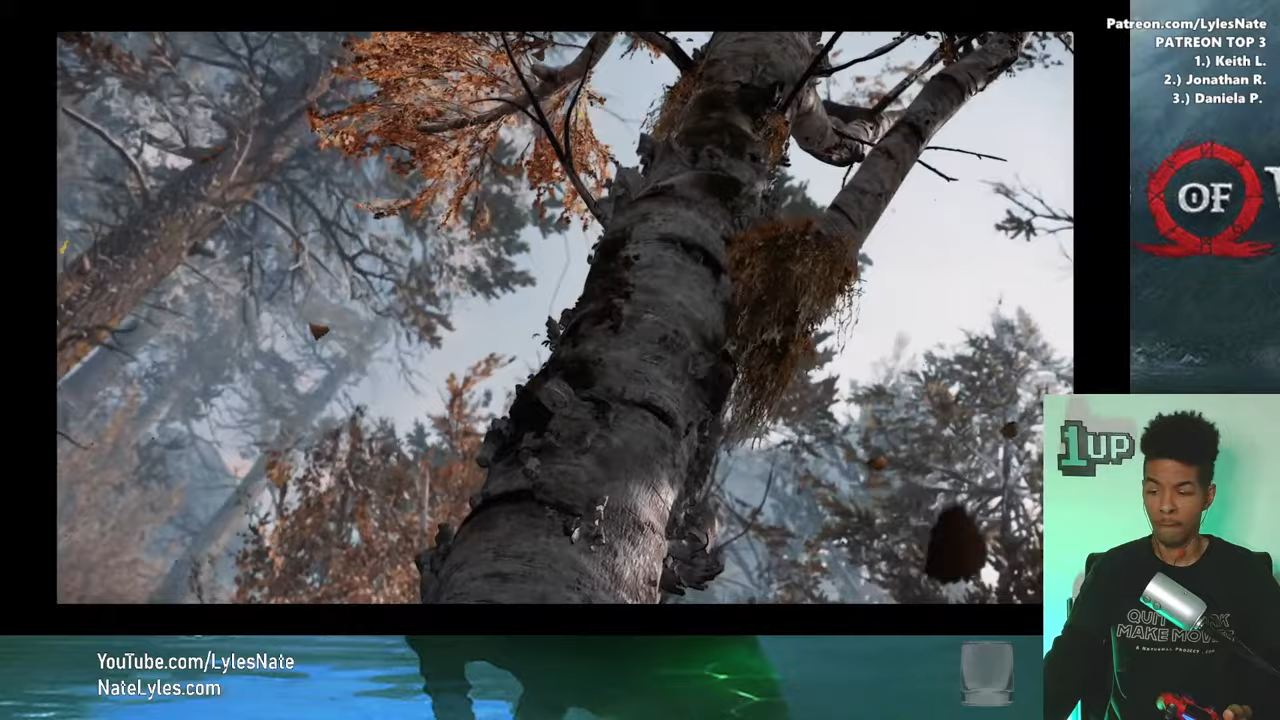 Patreon.com/LylesNate
PATREON TOP 3
1.) Keith L.
2.) Jonathan R.
3.) Daniela P.
OF
1UP
MAKE
YouTube.com/LylesNate
NateLyles.com